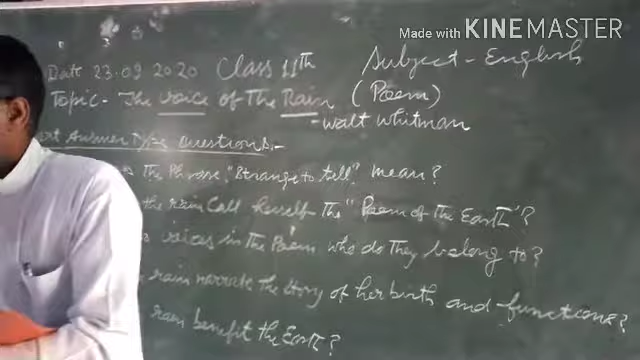 Made with KINEMASTER
Date 23.09.2020 Class 11th Subject - English
Topic - The Voice of The Rain (Poem)
- Walt Whitman
Answer Type Questions.-
The Phrase "Strange to tell" mean?
the rain call herself the "Poem of the Earth"?
voices in the Poem. who do they belong to?
rain narrate the story of her birth and functions?
rain benefit the Earth?